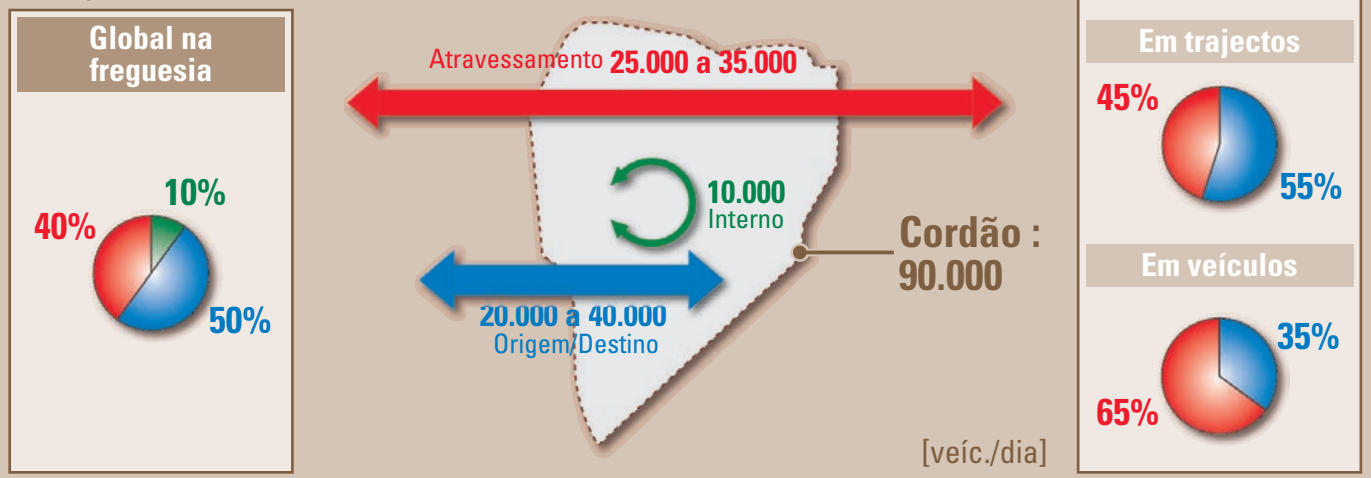 Global na
freguesia
10%
40%
50%
Atravessamento 25.000 a 35.000
10.000
Interno
Cordão :
90.000
20.000 a 40.000
Origem/Destino
[veíc./dia]
Em trajectos
45%
55%
Em veículos
35%
65%